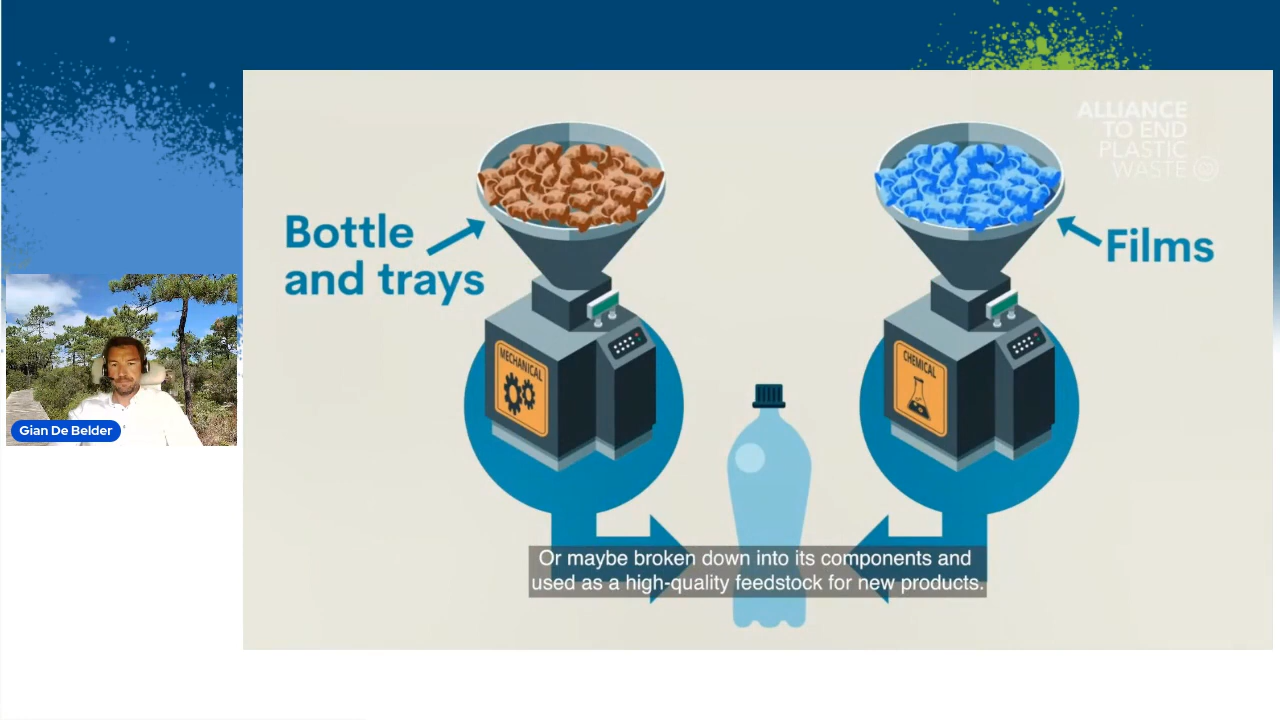 ALLIANCE
TO END
PLASTIC
WASTE
Bottle
and trays
Films
MECHANICAL
CHEMICAL
Gian De Belder
Or maybe broken down into its components and
used as a high-quality feedstock for new products.